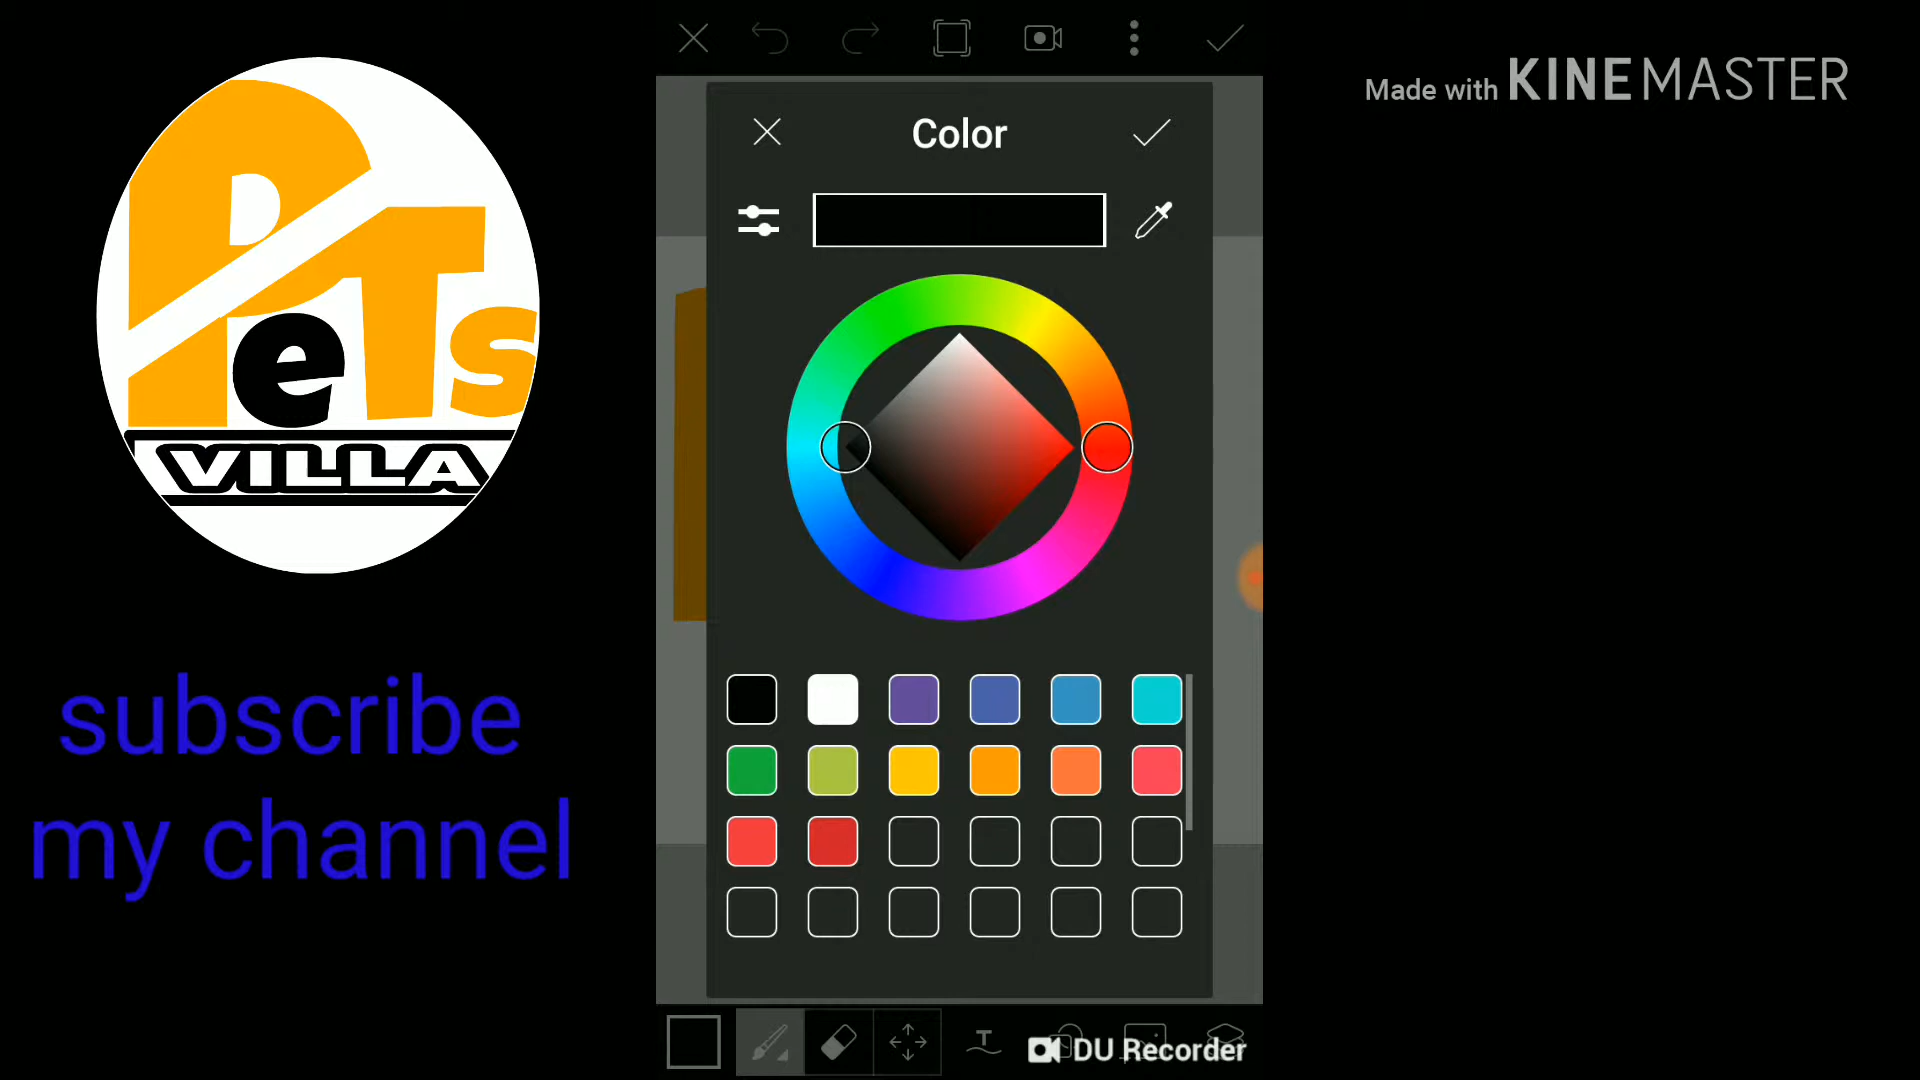 Made with KINEMASTER
Color
PeTs
VILLA
subscribe
my channel
T
DU Recorder